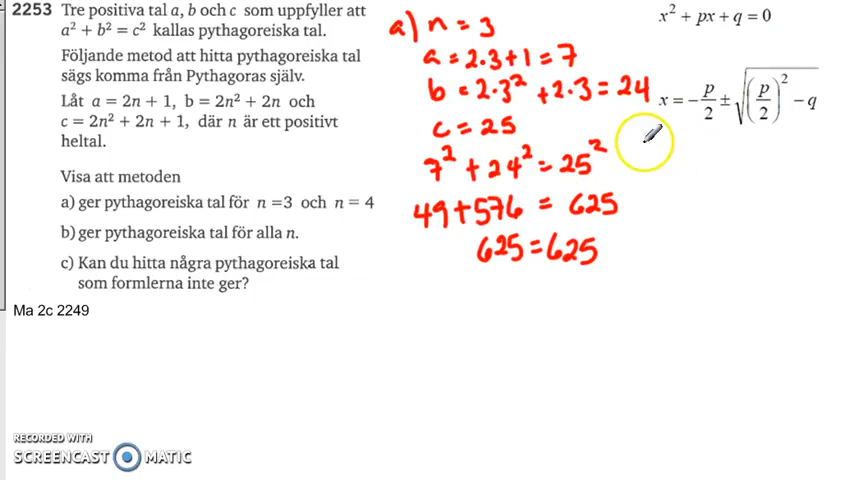 2253 Tre positiva tal a, b och c som uppfyller att
a² + b² = c² kallas pythagoreiska tal.
Följande metod att hitta pythagoreiska tal
sägs komma från Pythagoras själv.
Låt a = 2n + 1, b = 2n² + 2n och
c = 2n² + 2n + 1, där n är ett positivt
heltal.
Visa att metoden
a) ger pythagoreiska tal för n =3 och n = 4
b) ger pythagoreiska tal för alla n.
c) Kan du hitta några pythagoreiska tal
som formlerna inte ger?
Ma 2c 2249
a) n = 3
a = 2·3+1 = 7
b = 2·3² + 2·3 = 24
c = 25
7² + 24² = 25²
49+576 = 625
625=625
x² + px + q = 0
x = −p/2 ± √((p/2)² − q)
RECORDED WITH
SCREENCAST MATIC